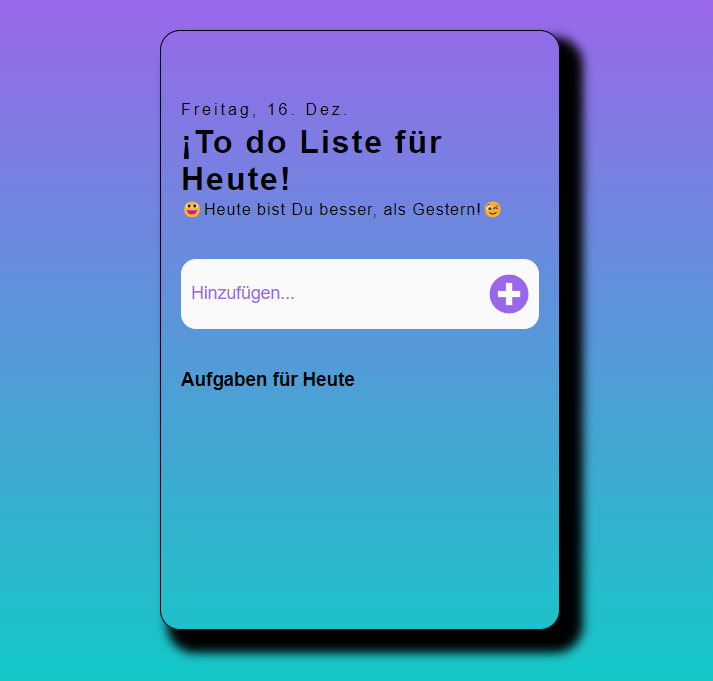 Freitag, 16. Dez.
¡To do Liste für
Heute!
😃Heute bist Du besser, als Gestern!😉
Hinzufügen...
Aufgaben für Heute